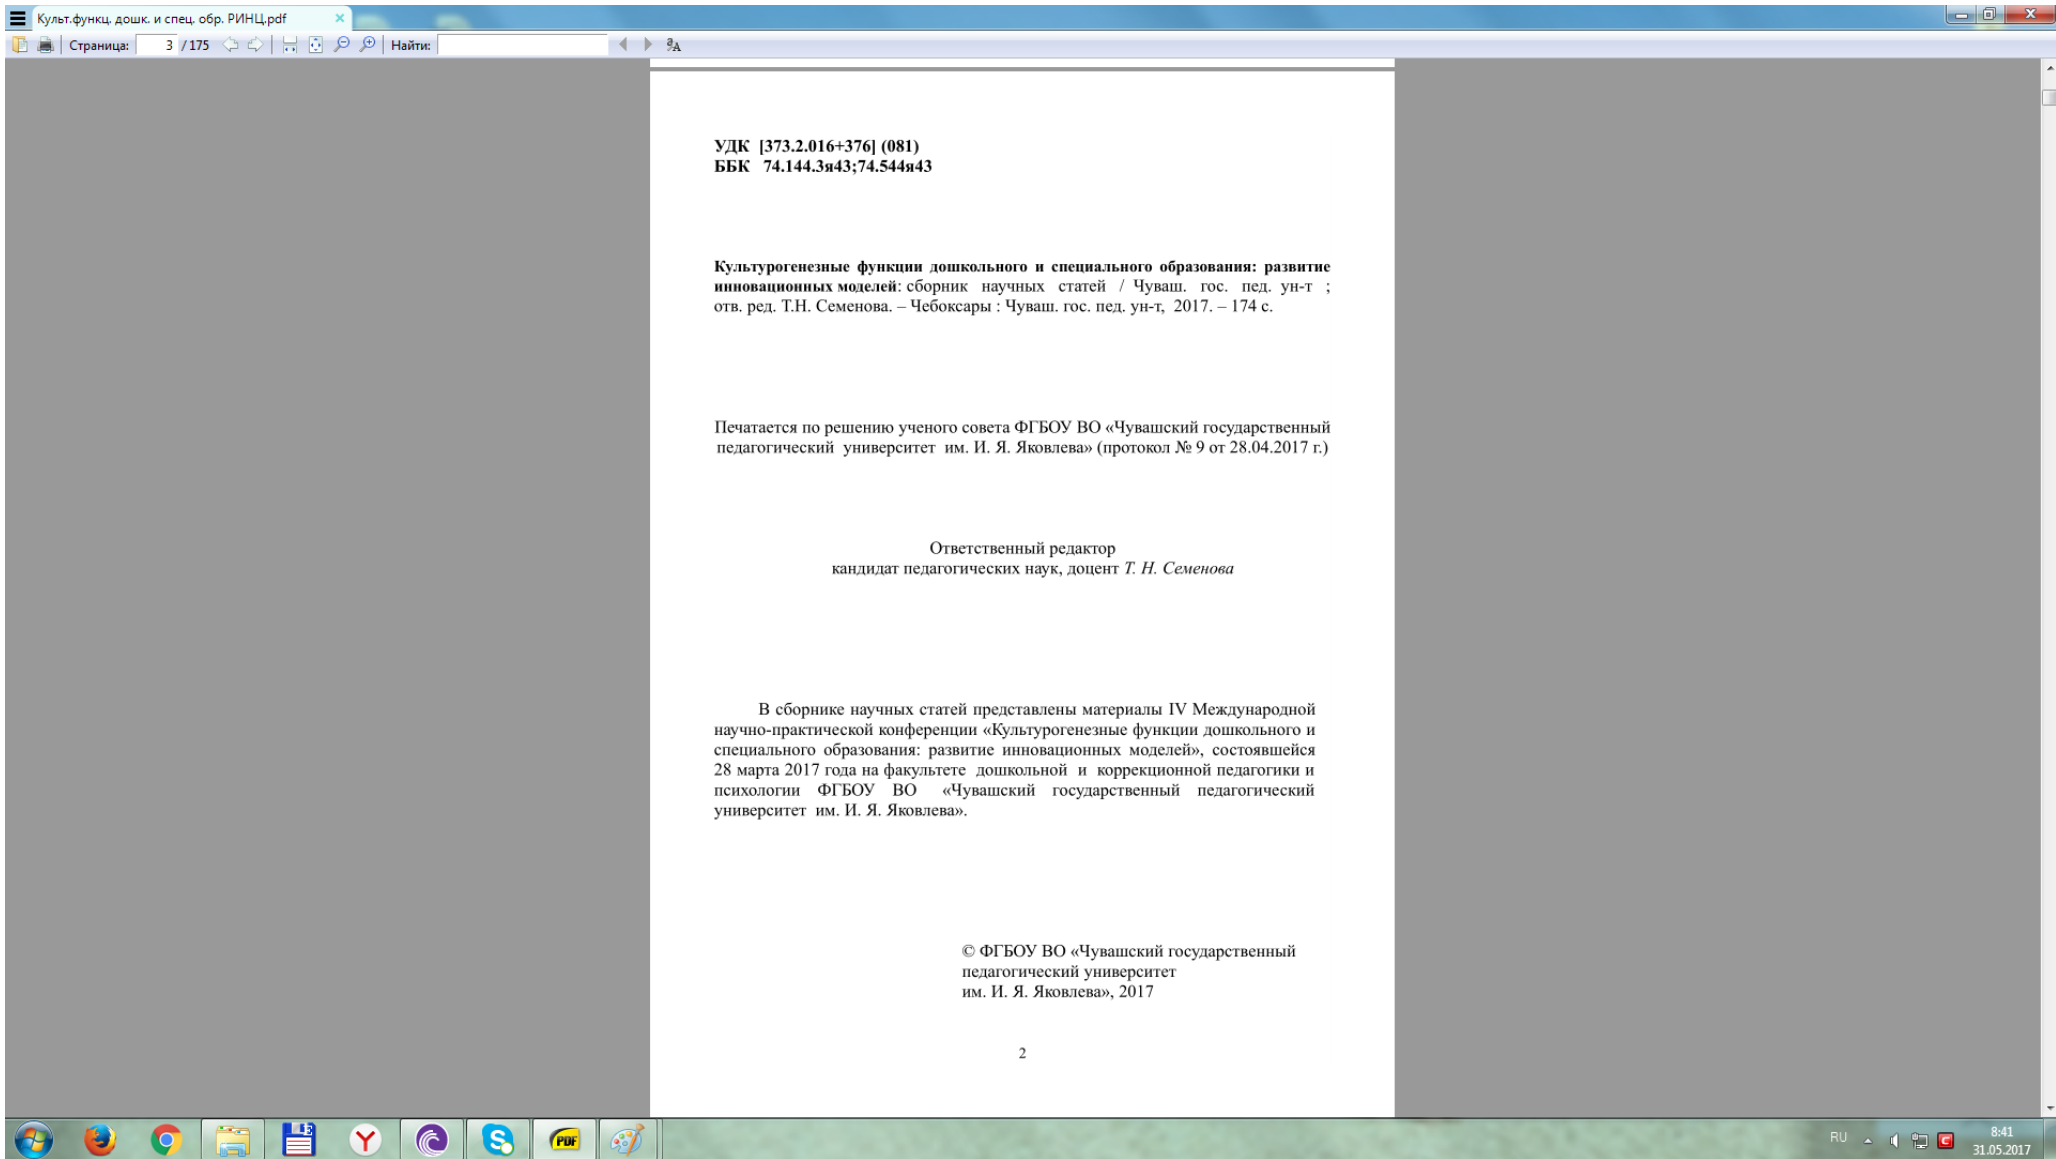 Культ.функц. дошк. и спец. обр. РИНЦ.pdf
Страница: 3 / 175 Найти:
УДК [373.2.016+376] (081)
ББК 74.144.3я43;74.544я43
Культурогенезные функции дошкольного и специального образования: развитие
инновационных моделей: сборник научных статей / Чуваш. гос. пед. ун-т ;
отв. ред. Т.Н. Семенова. – Чебоксары : Чуваш. гос. пед. ун-т, 2017. – 174 с.
Печатается по решению ученого совета ФГБОУ ВО «Чувашский государственный
педагогический университет им. И. Я. Яковлева» (протокол № 9 от 28.04.2017 г.)
Ответственный редактор
кандидат педагогических наук, доцент Т. Н. Семенова
В сборнике научных статей представлены материалы IV Международной
научно-практической конференции «Культурогенезные функции дошкольного и
специального образования: развитие инновационных моделей», состоявшейся
28 марта 2017 года на факультете дошкольной и коррекционной педагогики и
психологии ФГБОУ ВО «Чувашский государственный педагогический
университет им. И. Я. Яковлева».
© ФГБОУ ВО «Чувашский государственный
педагогический университет
им. И. Я. Яковлева», 2017
2
PDF
RU
8:41
31.05.2017